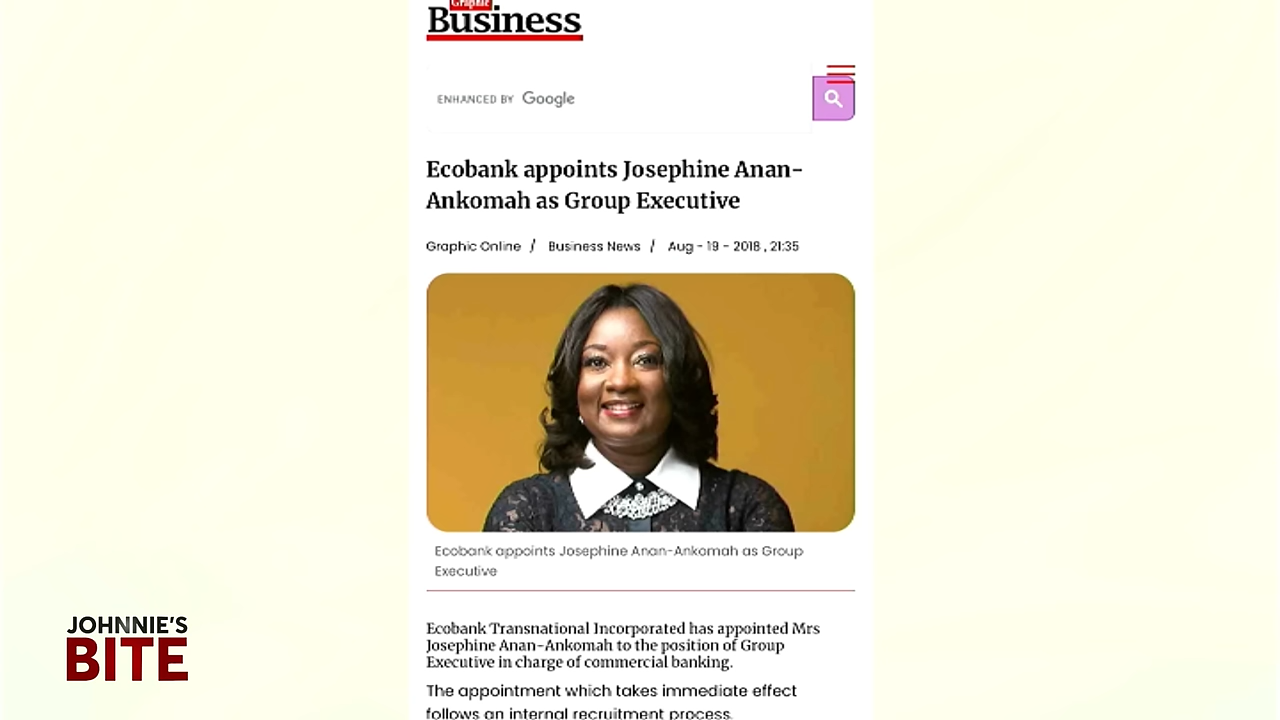 Graphic
Business
ENHANCED BY Google
Ecobank appoints Josephine Anan-
Ankomah as Group Executive
Graphic Online / Business News / Aug - 19 - 2018 , 21:35
Ecobank appoints Josephine Anan-Ankomah as Group
Executive
Ecobank Transnational Incorporated has appointed Mrs
Josephine Anan-Ankomah to the position of Group
Executive in charge of commercial banking.
The appointment which takes immediate effect
follows an internal recruitment process.
JOHNNIE'S
BITE